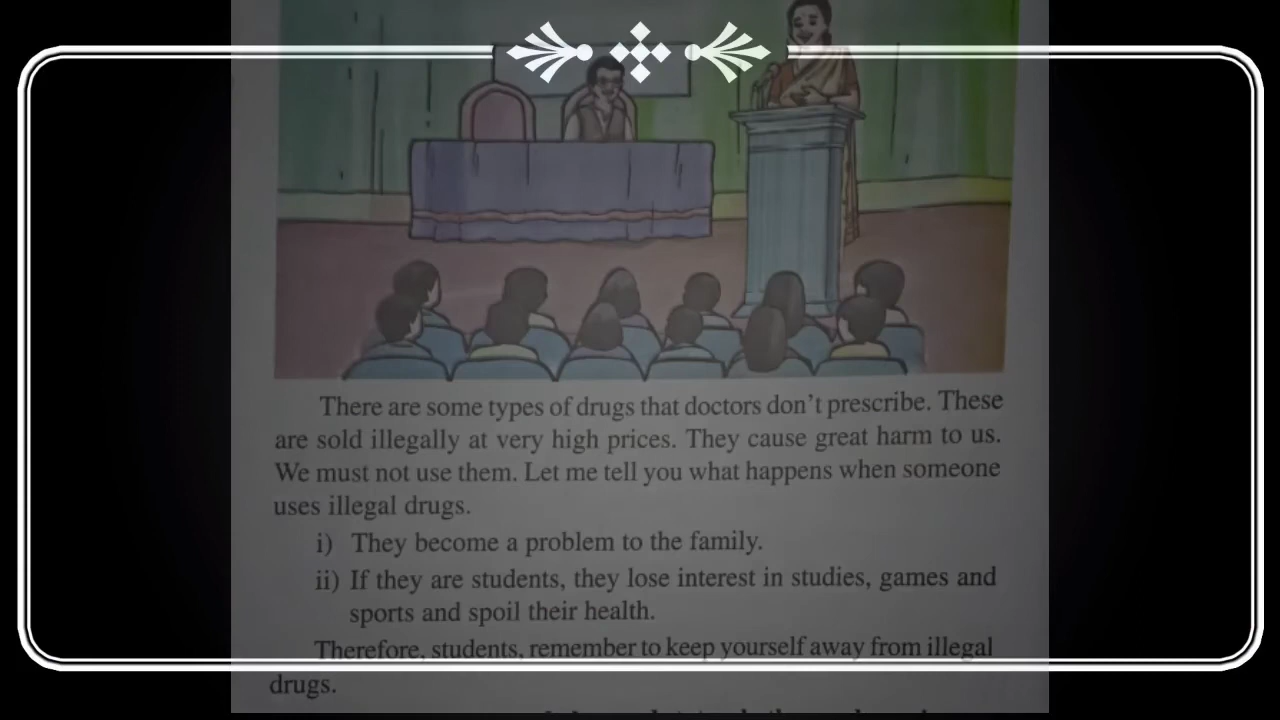 There are some types of drugs that doctors don't prescribe. These
are sold illegally at very high prices. They cause great harm to us.
We must not use them. Let me tell you what happens when someone
uses illegal drugs.
i) They become a problem to the family.
ii) If they are students, they lose interest in studies, games and
sports and spoil their health.
Therefore, students, remember to keep yourself away from illegal
drugs.